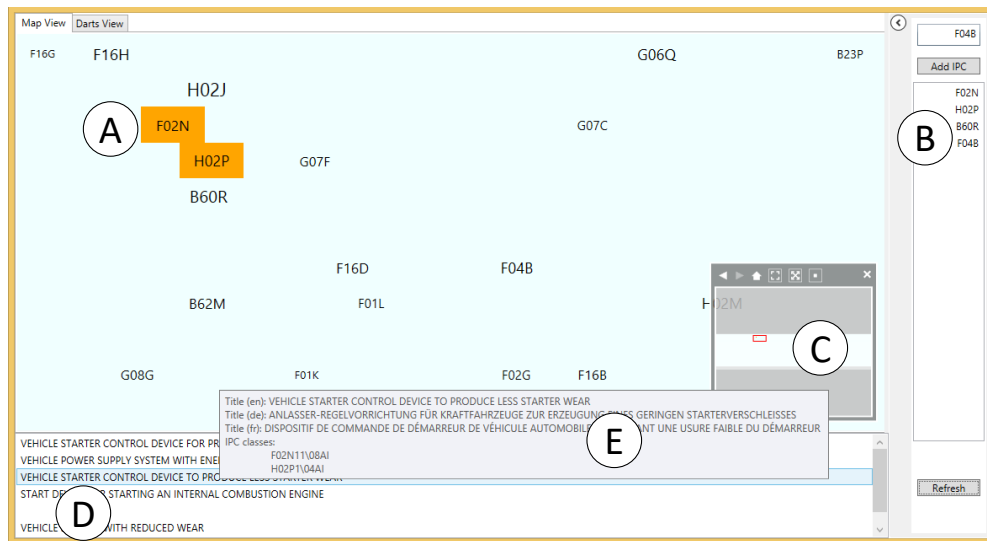 Map View Darts View
F04B
F16G F16H G06Q B23P
Add IPC
H02J
F02N
H02P
B60R
F04B
A F02N G07C
B
H02P G07F
B60R
F16D F04B
B62M F01L H02M
C
G08G F01K F02G F16B
Title (en): VEHICLE STARTER CONTROL DEVICE TO PRODUCE LESS STARTER WEAR
Title (de): ANLASSER-REGELVORRICHTUNG FÜR KRAFTFAHRZEUGE ZUR ERZEUGUNG EINES GERINGEN STARTERVERSCHLEISSES
Title (fr): DISPOSITIF DE COMMANDE DE DÉMARREUR DE VÉHICULE AUTOMOBILE ANT UNE USURE FAIBLE DU DÉMARREUR
E
IPC classes:
F02N11\08AI
H02P1\04AI
VEHICLE STARTER CONTROL DEVICE FOR PR
VEHICLE POWER SUPPLY SYSTEM WITH ENE
VEHICLE STARTER CONTROL DEVICE TO PRODUCE LESS STARTER WEAR
START DE R STARTING AN INTERNAL COMBUSTION ENGINE
Refresh
D
VEHICLE WITH REDUCED WEAR